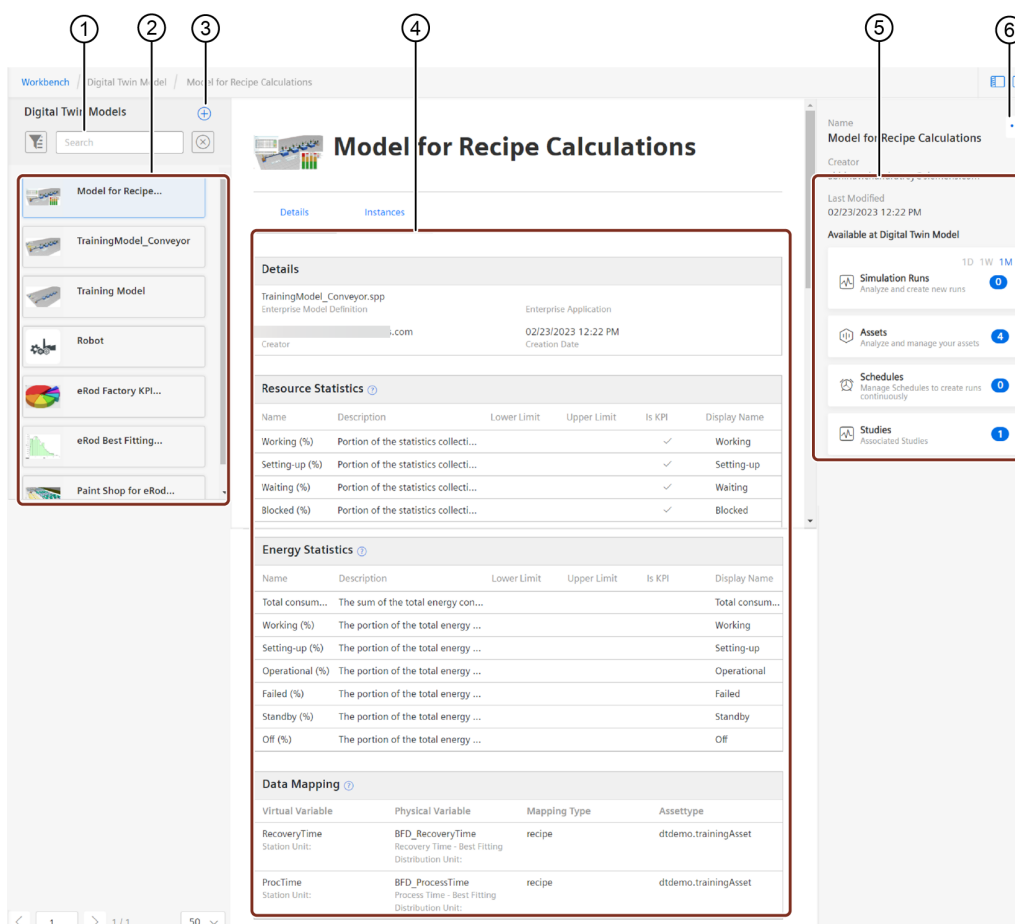 1 2 3 4 5 6
Workbench / Digital Twin Model / Model for Recipe Calculations
Digital Twin Models
Search
Model for Recipe...
TrainingModel_Conveyor
Training Model
Robot
eRod Factory KPI...
eRod Best Fitting...
Paint Shop for eRod...
< 1 > 1/1 50
Model for Recipe Calculations
Details Instances
Details
TrainingModel_Conveyor.spp
Enterprise Model Definition Enterprise Application
.com 02/23/2023 12:22 PM
Creator Creation Date
Resource Statistics ?
Name Description Lower Limit Upper Limit Is KPI Display Name
Working (%) Portion of the statistics collecti... Working
Setting-up (%) Portion of the statistics collecti... Setting-up
Waiting (%) Portion of the statistics collecti... Waiting
Blocked (%) Portion of the statistics collecti... Blocked
Energy Statistics ?
Name Description Lower Limit Upper Limit Is KPI Display Name
Total consum... The sum of the total energy con... Total consum...
Working (%) The portion of the total energy ... Working
Setting-up (%) The portion of the total energy ... Setting-up
Operational (%) The portion of the total energy ... Operational
Failed (%) The portion of the total energy ... Failed
Standby (%) The portion of the total energy ... Standby
Off (%) The portion of the total energy ... Off
Data Mapping ?
Virtual Variable Physical Variable Mapping Type Assettype
RecoveryTime BFD_RecoveryTime recipe dtdemo.trainingAsset
Station Unit: Recovery Time - Best Fitting
Distribution Unit:
ProcTime BFD_ProcessTime recipe dtdemo.trainingAsset
Station Unit: Process Time - Best Fitting
Distribution Unit:
Name
Model for Recipe Calculations
Creator
Last Modified
02/23/2023 12:22 PM
Available at Digital Twin Model
1D 1W 1M
Simulation Runs 0
Analyze and create new runs
Assets 4
Analyze and manage your assets
Schedules 0
Manage Schedules to create runs
continuously
Studies 1
Associated Studies